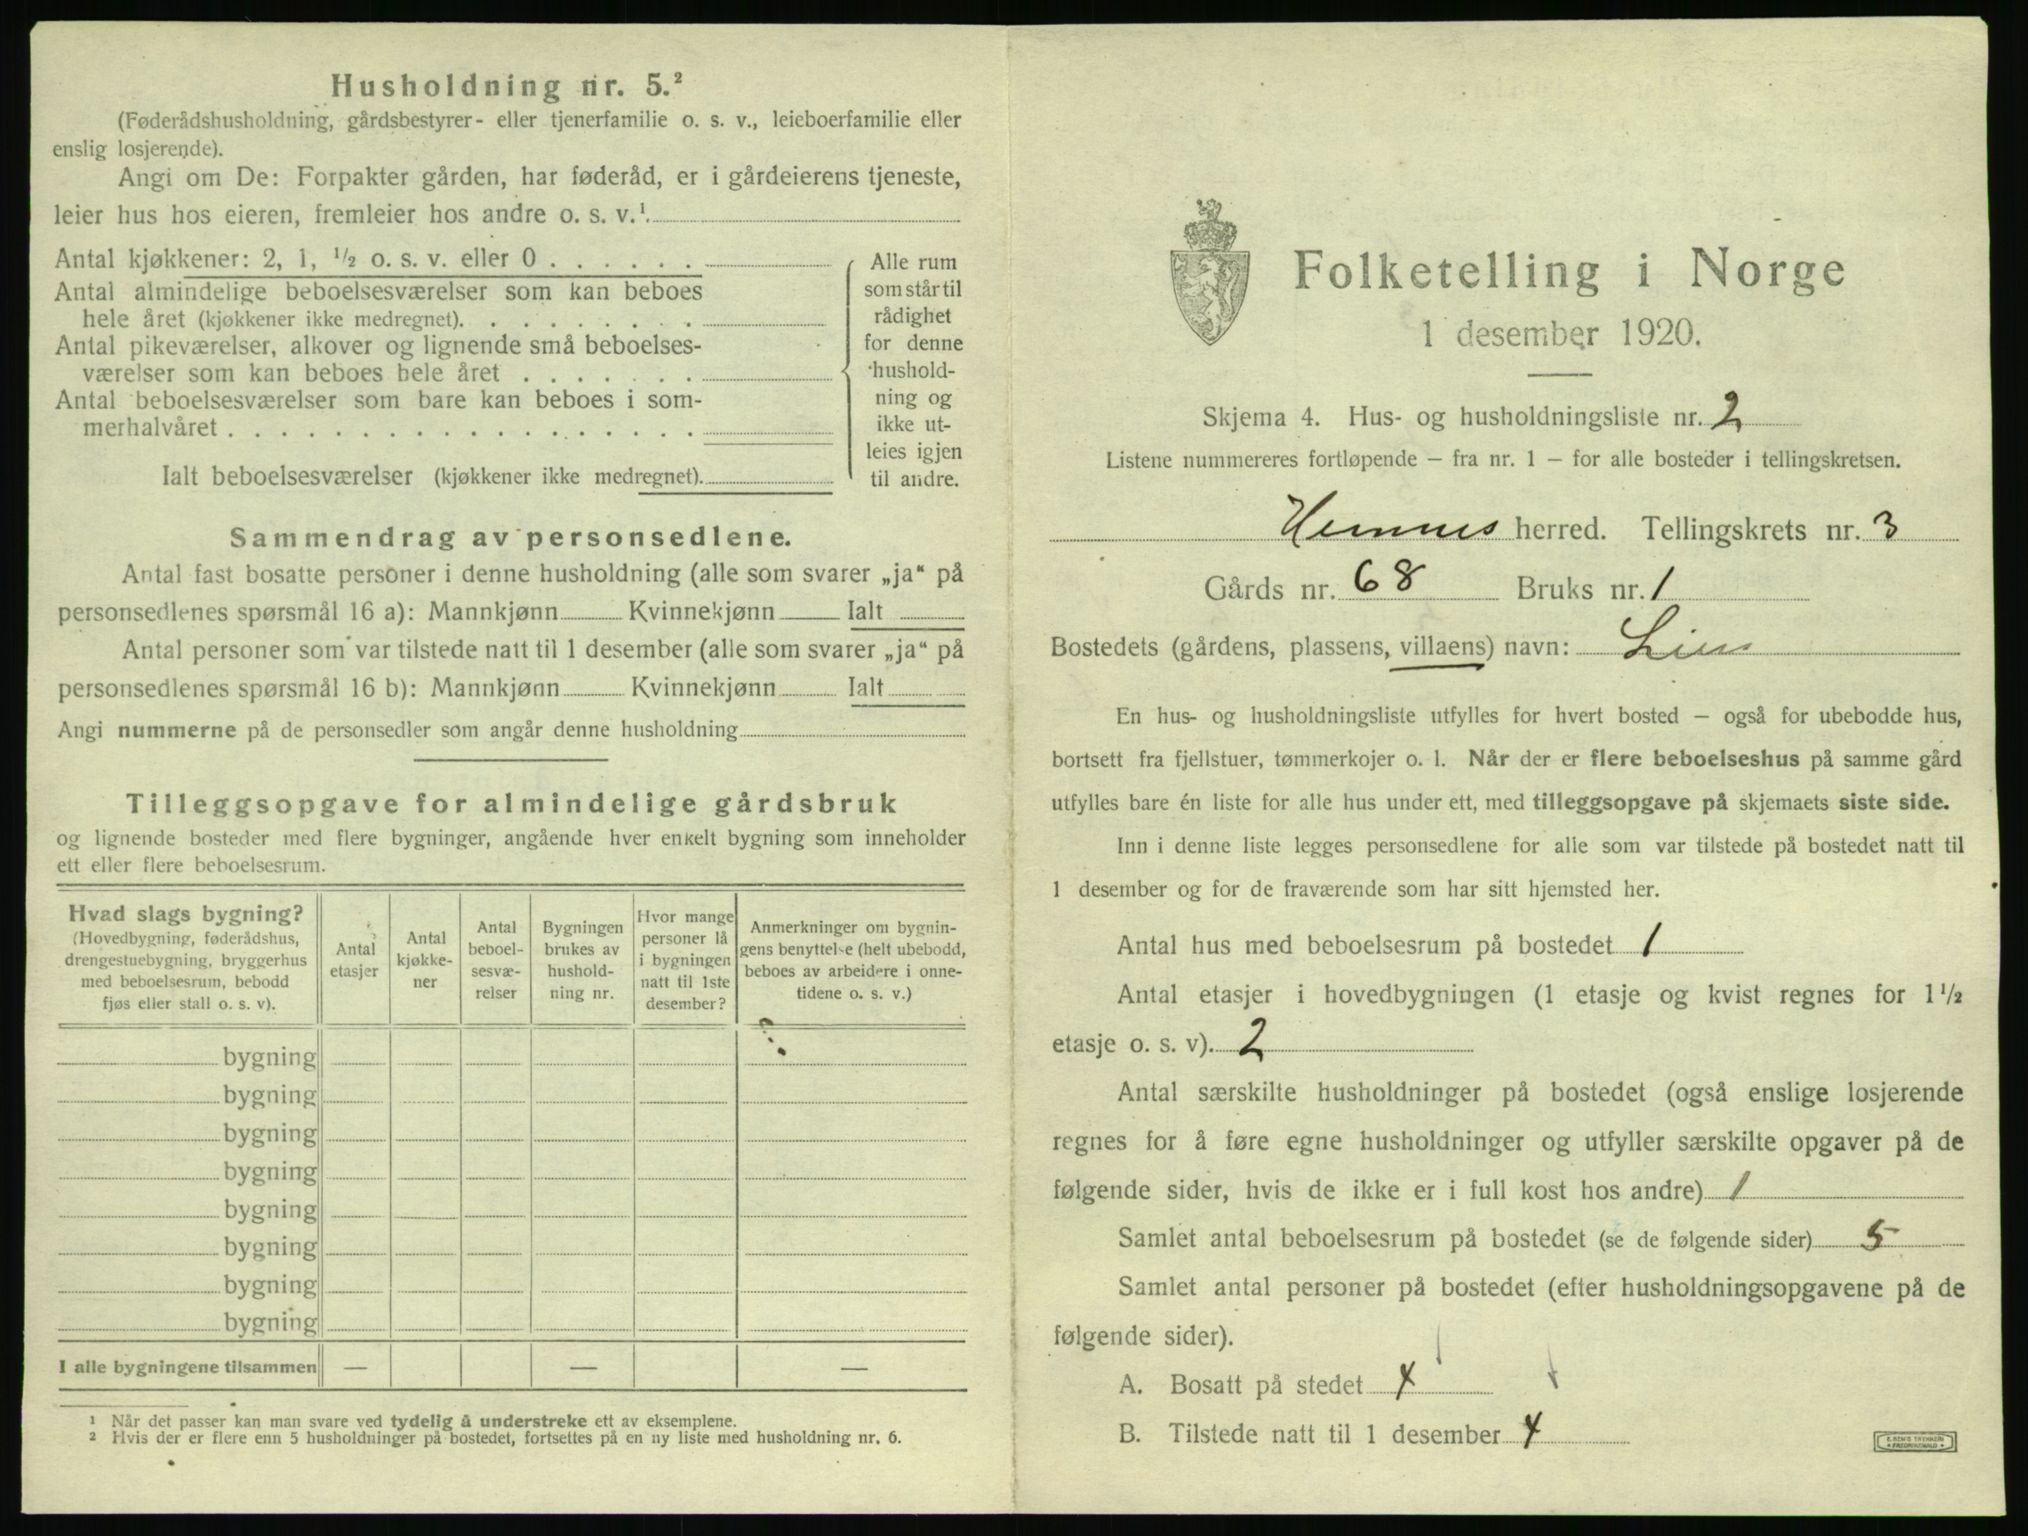 Husholdning nr. 5.²
(Føderådshusholdning, gårdsbestyrer- eller tjenerfamilie o. s. v., leieboerfamilie eller
enslig losjerende).
Angi om De: Forpakter gården, har føderåd, er i gårdeierens tjeneste,
leier hus hos eieren, fremleier hos andre o. s. v.¹.
Antal kjøkkener: 2, 1, ½ o. s. v. eller 0 . . . . . .
Antal almindelige beboelsesværelser som kan beboes
hele året (kjøkkener ikke medregnet). . . . . . . . .
Antal pikeværelser, alkover og lignende små beboelses-
værelser som kan beboes hele året . . . . . . .
Antal beboelsesværelser som bare kan beboes i som-
merhalvåret . . . . . . . . . . . . . . . . . .
Ialt beboelsesværelser (kjøkkener ikke medregnet).
Alle rum
som står til
rådighet
for denne
hushold-
ning og
ikke ut-
leies igjen
til andre.
Sammendrag av personsedlene.
Antal fast bosatte personer i denne husholdning (alle som svarer „ja“ på
personsedlenes spørsmål 16 a): Mannkjønn Kvinnekjønn Ialt
Antal personer som var tilstede natt til 1 desember (alle som svarer „ja“ på
personsedlenes spørsmål 16 b): Mannkjønn Kvinnekjønn Ialt
Angi nummerne på de personsedler som angår denne husholdning
Tilleggsopgave for almindelige gårdsbruk
og lignende bosteder med flere bygninger, angående hver enkelt bygning som inneholder
ett eller flere beboelsesrum.
Hvad slags bygning?
(Hovedbygning, føderådshus,
drengestuebygning, bryggerhus
med beboelsesrum, bebodd
fjøs eller stall o. s. v).
Antal
etasjer
Antal
kjøkke-
ner
Antal
beboel-
sesvæ-
relser
Bygningen
brukes av
hushold-
ning nr.
Hvor mange
personer lå
i bygningen
natt til 1ste
desember?
Anmerkninger om bygnin-
gens benyttelse (helt ubebodd,
beboes av arbeidere i onne-
tidene o. s. v.)
bygning
bygning
bygning
bygning
bygning
bygning
bygning
bygning
I alle bygningene tilsammen — — —
¹ Når det passer kan man svare ved tydelig å understreke ett av eksemplene.
² Hvis der er flere enn 5 husholdninger på bostedet, fortsettes på en ny liste med husholdning nr. 6.
Folketelling i Norge
1 desember 1920.
Skjema 4. Hus- og husholdningsliste nr. 2
Listene nummereres fortløpende – fra nr. 1 – for alle bosteder i tellingskretsen.
Hemnes herred. Tellingskrets nr. 3
Gårds nr. 68 Bruks nr. 1
Bostedets (gårdens, plassens, villaens) navn:
En hus- og husholdningsliste utfylles for hvert bosted – også for ubebodde hus,
bortsett fra fjellstuer, tømmerkojer o. l. Når der er flere beboelseshus på samme gård
utfylles bare én liste for alle hus under ett, med tilleggsopgave på skjemaets siste side.
Inn i denne liste legges personsedlene for alle som var tilstede på bostedet natt til
1 desember og for de fraværende som har sitt hjemsted her.
Antal hus med beboelsesrum på bostedet 1
Antal etasjer i hovedbygningen (1 etasje og kvist regnes for 1½
etasje o. s. v). 2
Antal særskilte husholdninger på bostedet (også enslige losjerende
regnes for å føre egne husholdninger og utfyller særskilte opgaver på de
følgende sider, hvis de ikke er i full kost hos andre) 1
Samlet antal beboelsesrum på bostedet (se de følgende sider) 5
Samlet antal personer på bostedet (efter husholdningsopgavene på de
følgende sider).
A. Bosatt på stedet 4
B. Tilstede natt til 1 desember 4